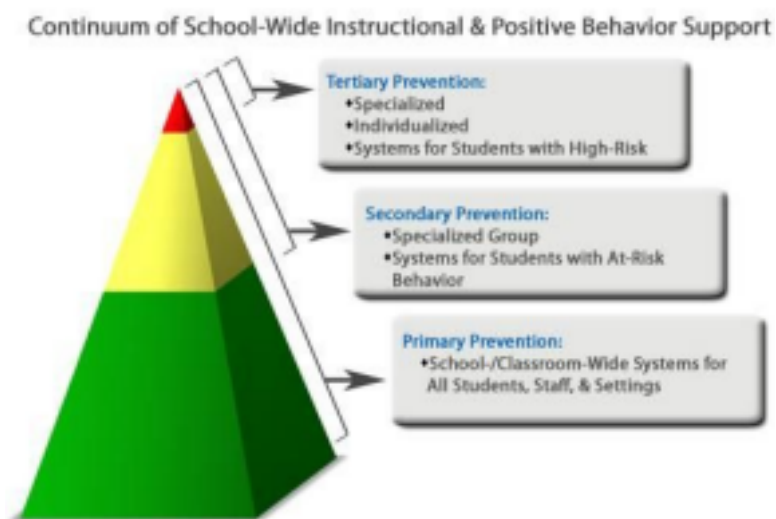 Continuum of School-Wide Instructional & Positive Behavior Support
Tertiary Prevention:
♦Specialized
♦Individualized
♦Systems for Students with High-Risk
Secondary Prevention:
♦Specialized Group
♦Systems for Students with At-Risk
Behavior
Primary Prevention:
♦School-/Classroom-Wide Systems for
All Students, Staff, & Settings